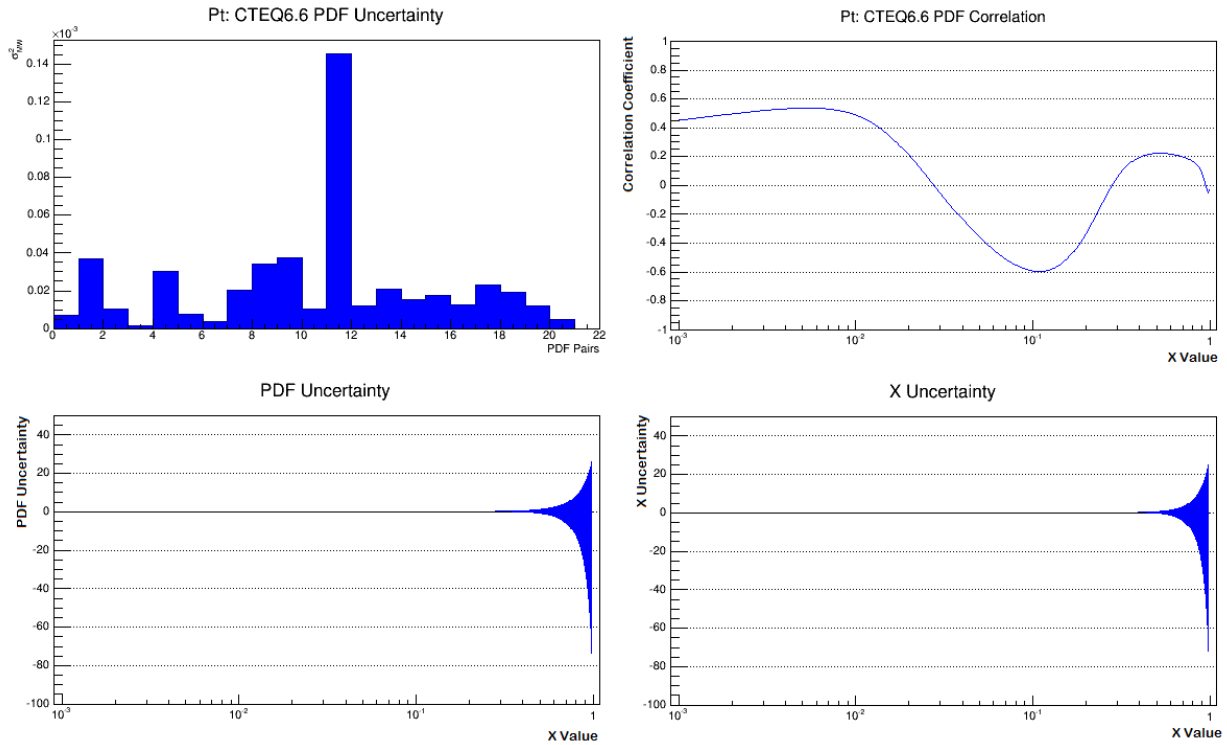 Pt: CTEQ6.6 PDF Uncertainty
×10⁻³
σ²MW
0.14
0.12
0.1
0.08
0.06
0.04
0.02
0
0 2 4 6 8 10 12 14 16 18 20 22
PDF Pairs
Pt: CTEQ6.6 PDF Correlation
Correlation Coefficient
1
0.8
0.6
0.4
0.2
0
-0.2
-0.4
-0.6
-0.8
-1
10⁻³ 10⁻² 10⁻¹ 1
X Value
PDF Uncertainty
PDF Uncertainty
40
20
0
-20
-40
-60
-80
-100
10⁻³ 10⁻² 10⁻¹ 1
X Value
X Uncertainty
X Uncertainty
40
20
0
-20
-40
-60
-80
-100
10⁻³ 10⁻² 10⁻¹ 1
X Value